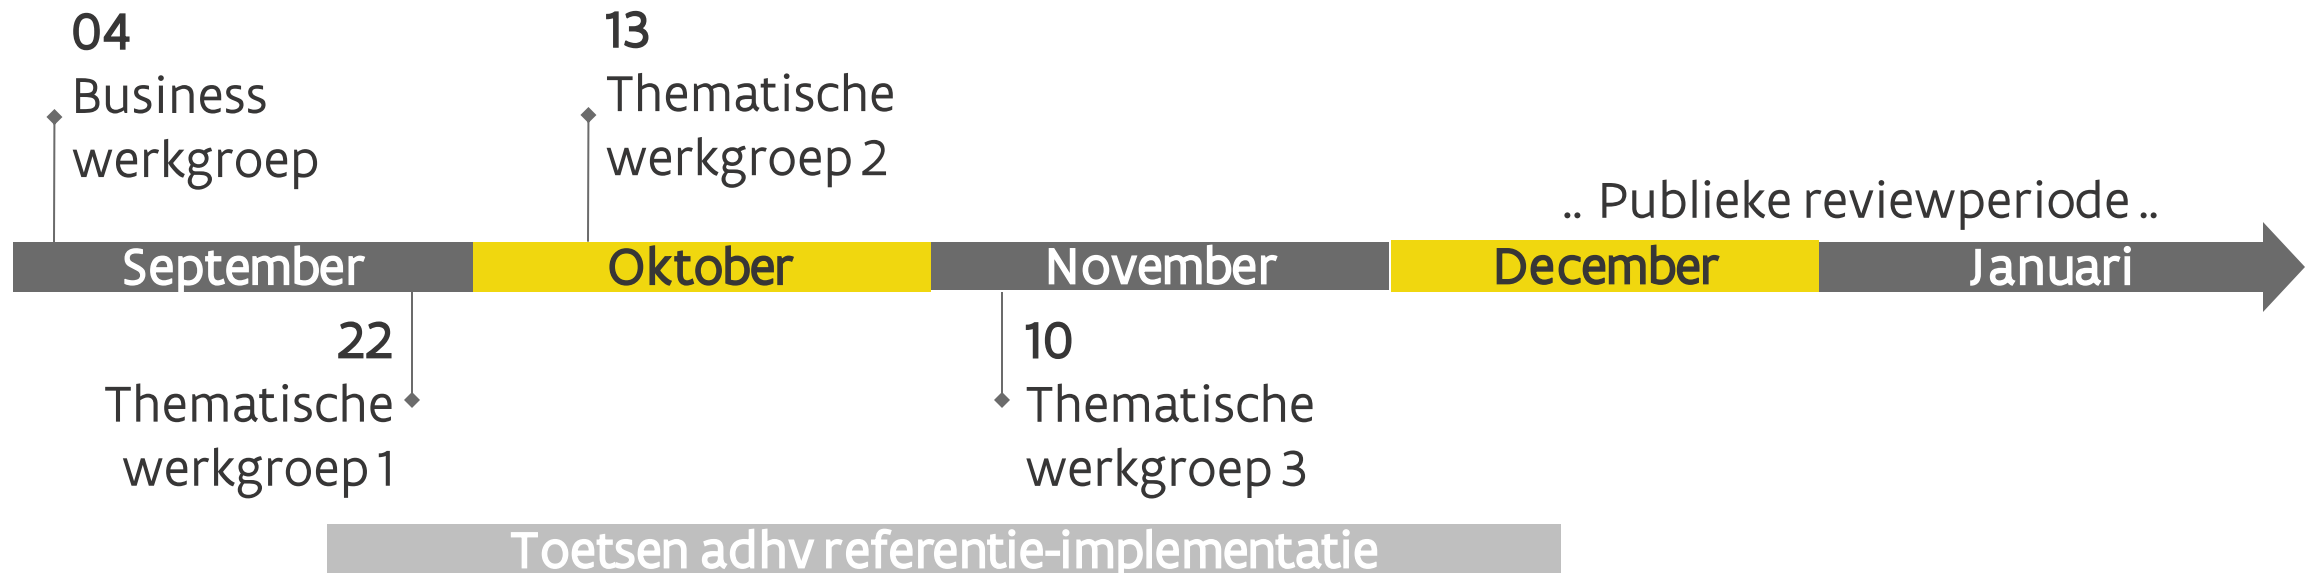 04
Business
werkgroep
13
Thematische
werkgroep 2
.. Publieke reviewperiode ..
September
Oktober
November
December
Januari
22
Thematische
werkgroep 1
10
Thematische
werkgroep 3
Toetsen adhv referentie-implementatie